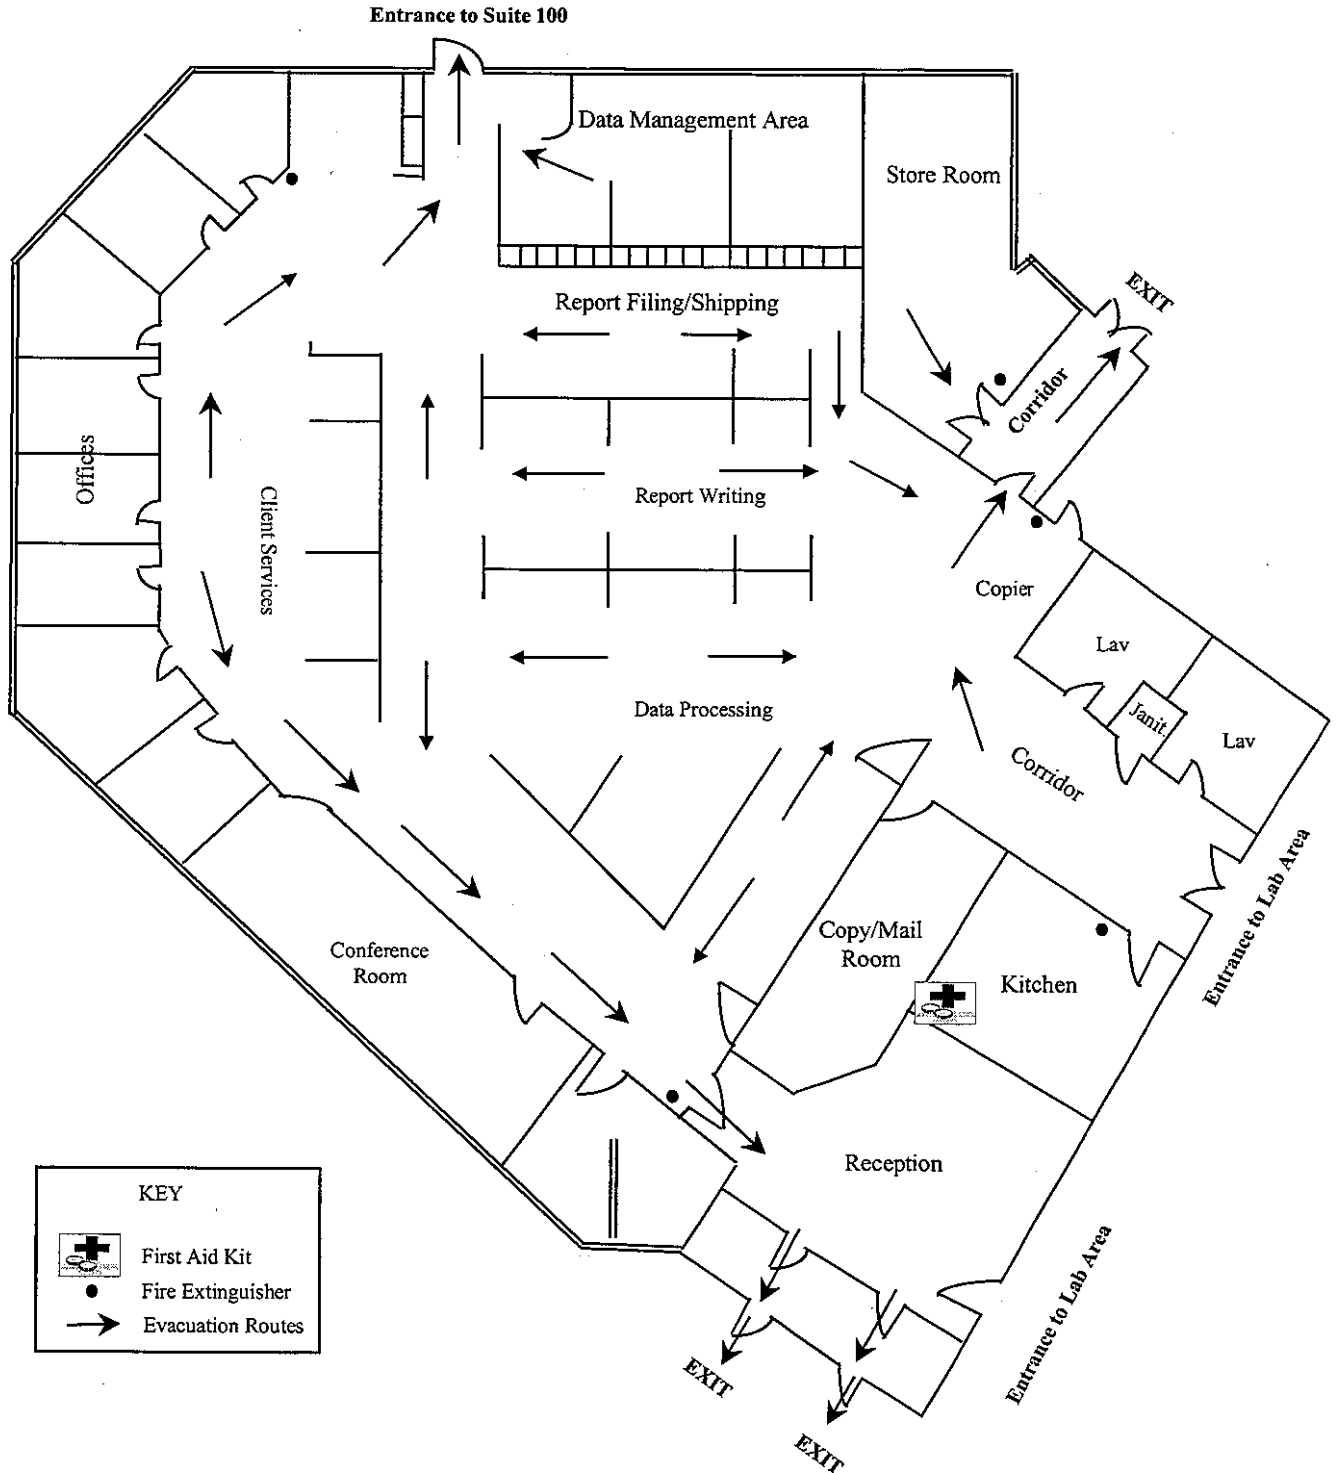 Entrance to Suite 100
Data Management Area
Store Room
EXIT
Report Filing/Shipping
Corridor
Offices
Client Services
Report Writing
Copier
Lav
Janit.
Lav
Data Processing
Corridor
Entrance to Lab Area
Copy/Mail
Room
Conference
Room
Kitchen
Reception
Entrance to Lab Area
KEY
First Aid Kit
Fire Extinguisher
Evacuation Routes
EXIT
EXIT